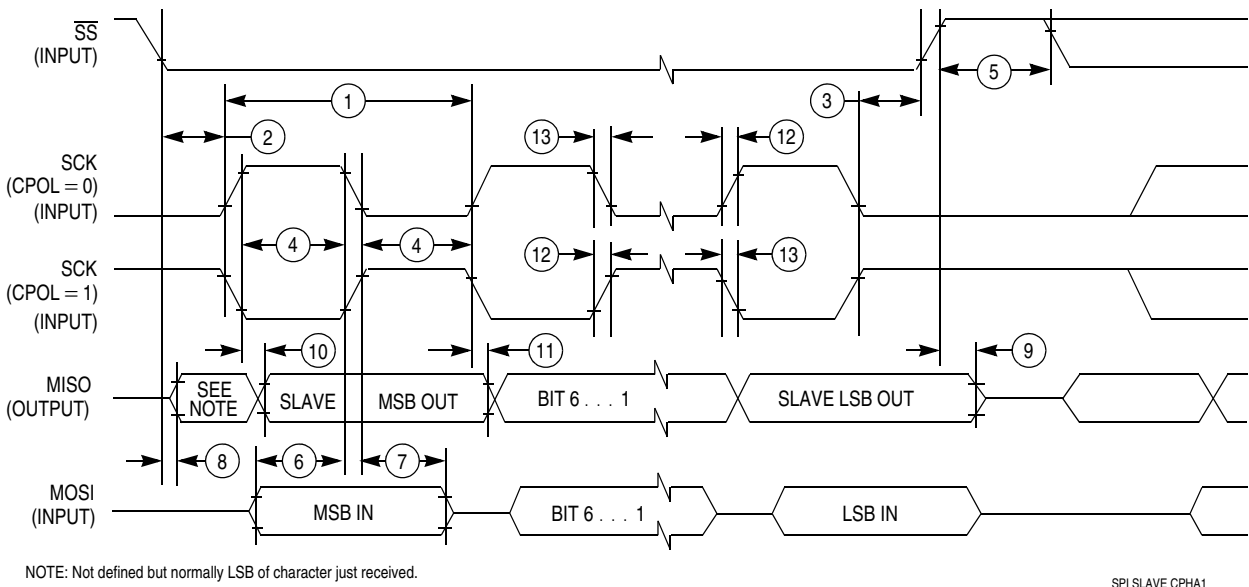 SS
(INPUT)
5
1
3
2
13
12
SCK
(CPOL = 0)
(INPUT)
4
4
SCK
(CPOL = 1)
(INPUT)
12
13
10
11
9
MISO
(OUTPUT)
SEE
NOTE
SLAVE
MSB OUT
BIT 6 . . . 1
SLAVE LSB OUT
8
6
7
MOSI
(INPUT)
MSB IN
BIT 6 . . . 1
LSB IN
NOTE: Not defined but normally LSB of character just received.
SPI SLAVE CPHA1